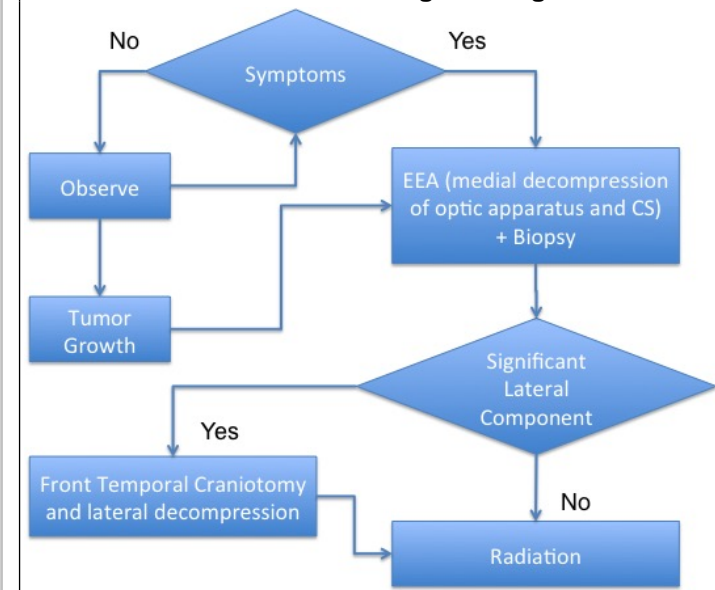 No
Yes
Symptoms
Observe
EEA (medial decompression
of optic apparatus and CS)
+ Biopsy
Tumor
Growth
Significant
Lateral
Component
Yes
Front Temporal Craniotomy
and lateral decompression
No
Radiation